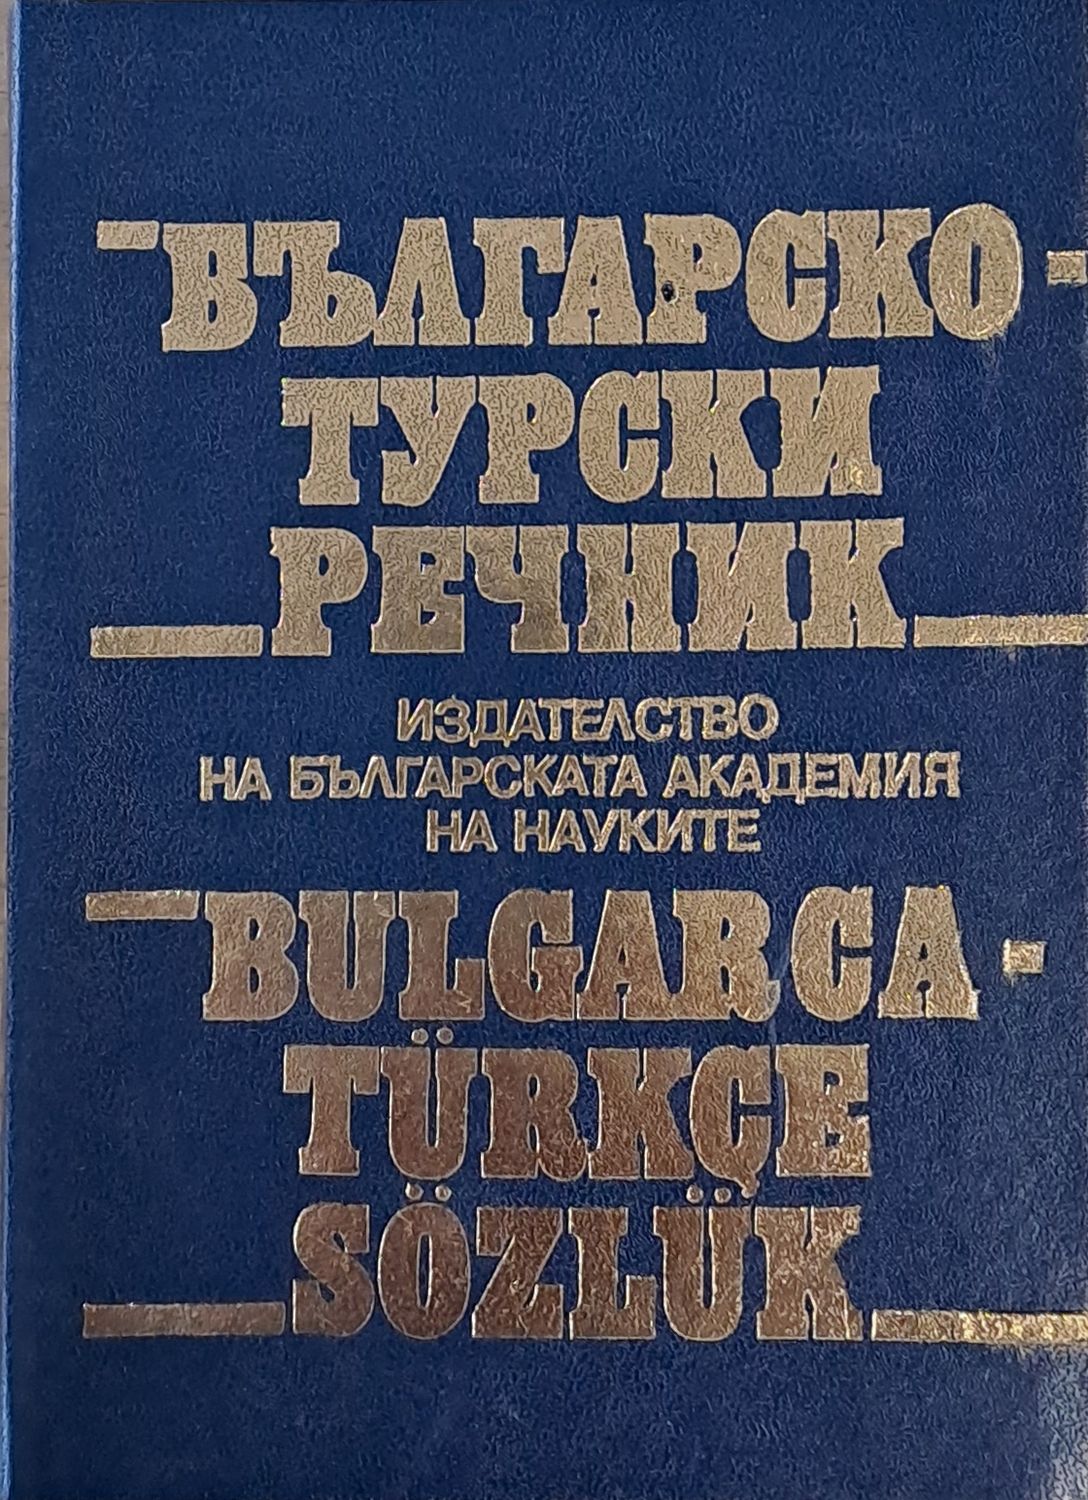 БЪЛГАРСКО-
ТУРСКИ
РЕЧНИК
ИЗДАТЕЛСТВО
НА БЪЛГАРСКАТА АКАДЕМИЯ
НА НАУКИТЕ
BULGARCA-
TÜRKÇE
SÖZLÜK